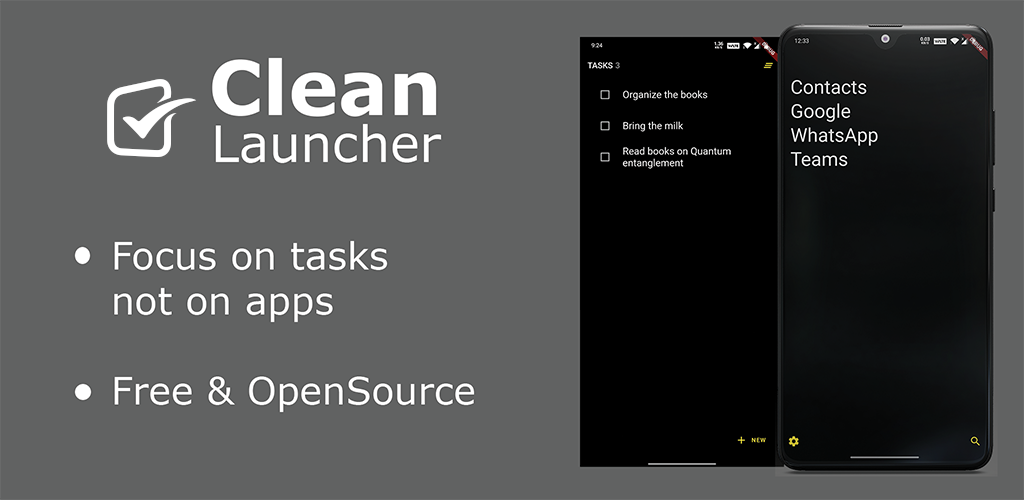 Clean
Launcher
Focus on tasks
not on apps
Free & OpenSource
9:24
TASKS 3
Organize the books
Bring the milk
Read books on Quantum
entanglement
NEW
12:33
Contacts
Google
WhatsApp
Teams